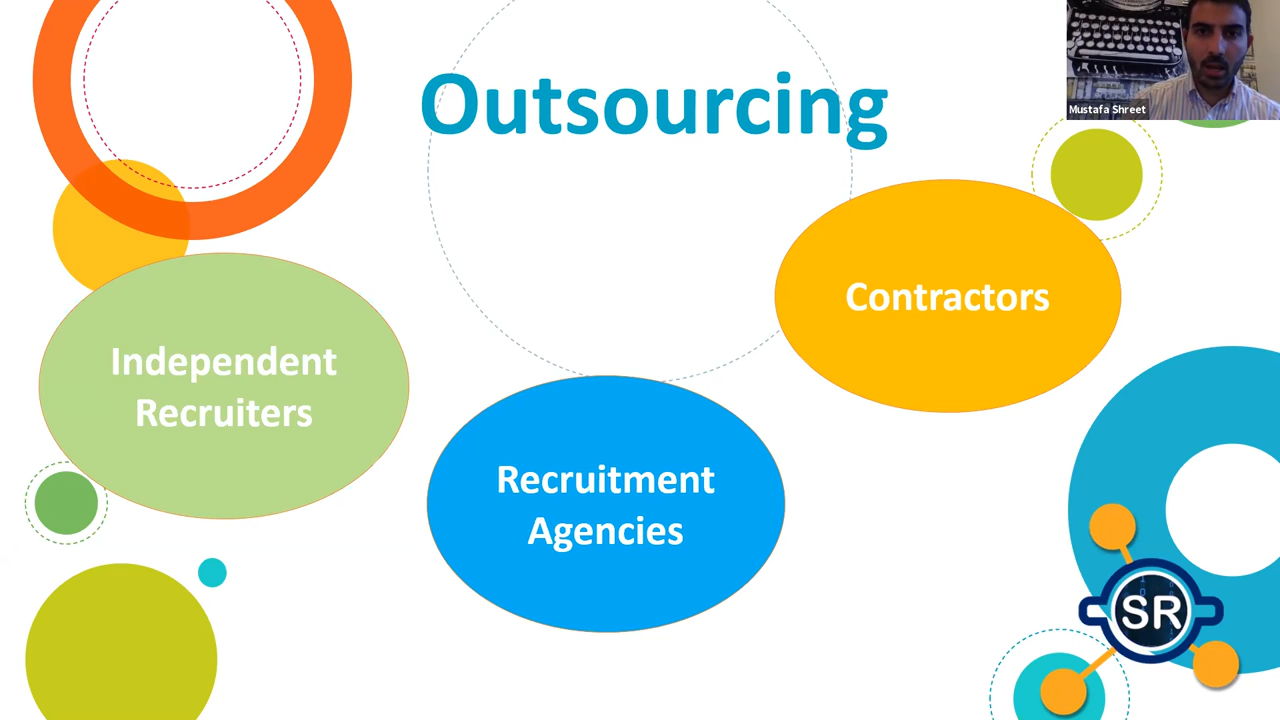 Outsourcing
Mustafa Shreet
Contractors
Independent
Recruiters
Recruitment
Agencies
SR